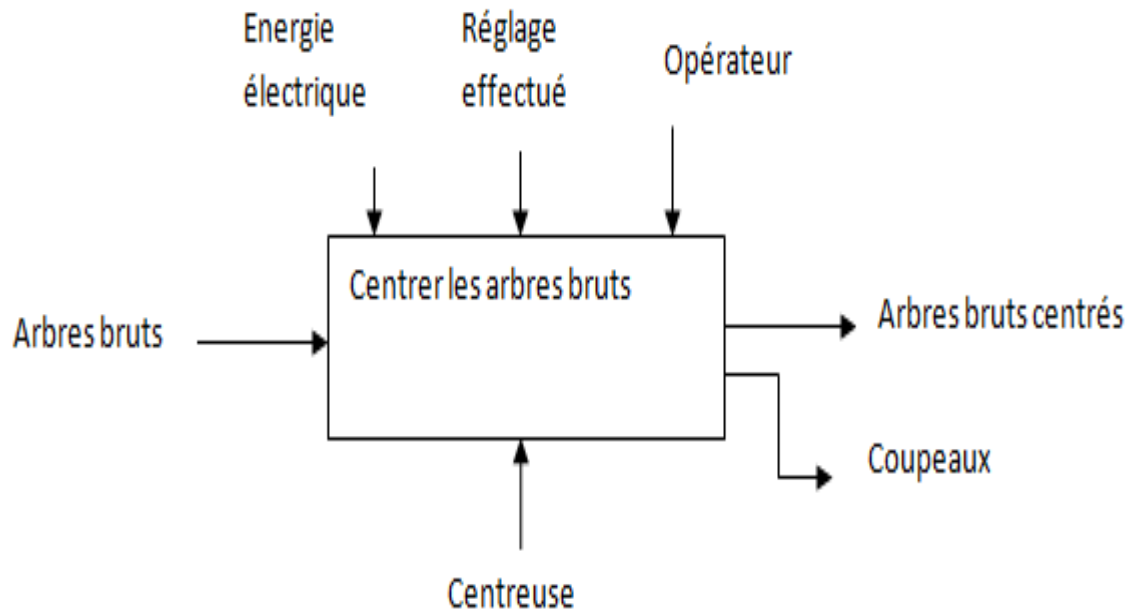 Energie
électrique
Réglage
effectué
Opérateur
Centrer les arbres bruts
Arbres bruts
Arbres bruts centrés
Coupeaux
Centreuse